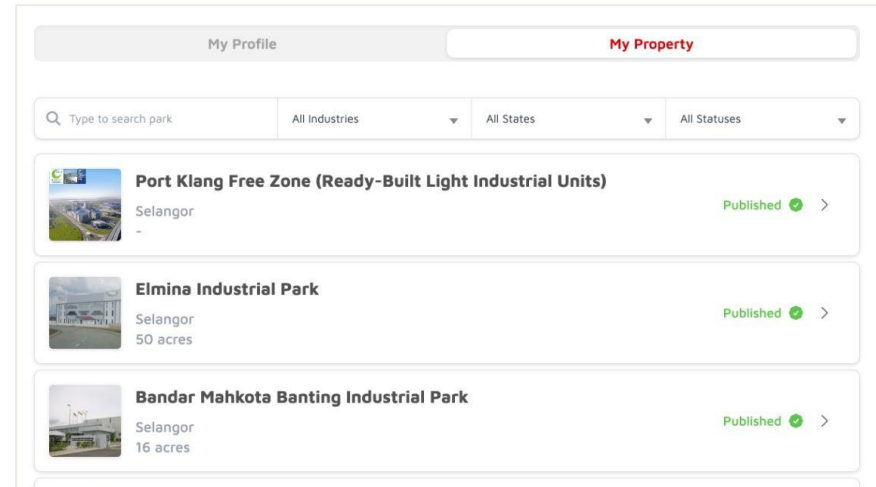 My Profile
My Property
Type to search park
All Industries
All States
All Statuses
Port Klang Free Zone (Ready-Built Light Industrial Units)
Selangor
-
Published
Elmina Industrial Park
Selangor
50 acres
Published
Bandar Mahkota Banting Industrial Park
Selangor
16 acres
Published